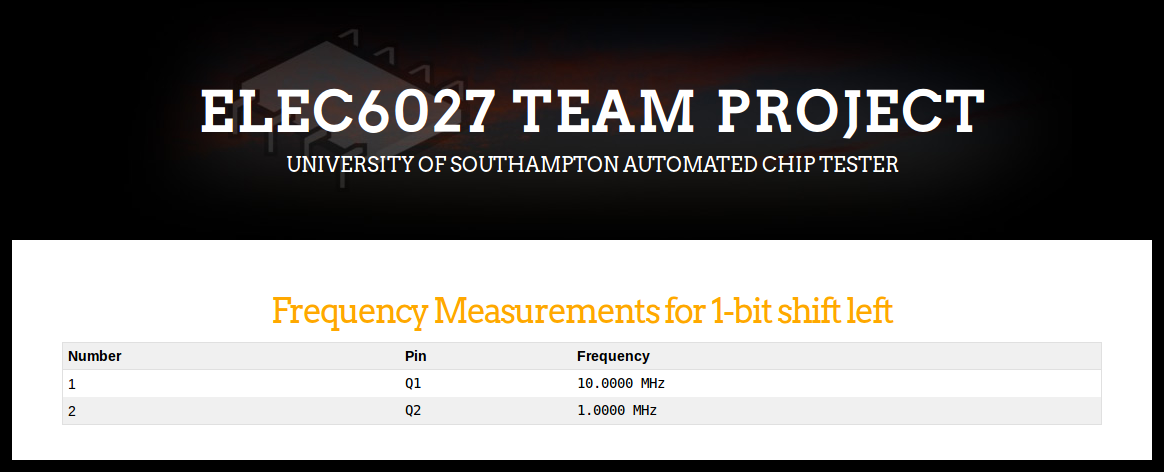 ELEC6027 TEAM PROJECT
UNIVERSITY OF SOUTHAMPTON AUTOMATED CHIP TESTER
Frequency Measurements for 1-bit shift left
Number Pin Frequency
1 Q1 10.0000 MHz
2 Q2 1.0000 MHz